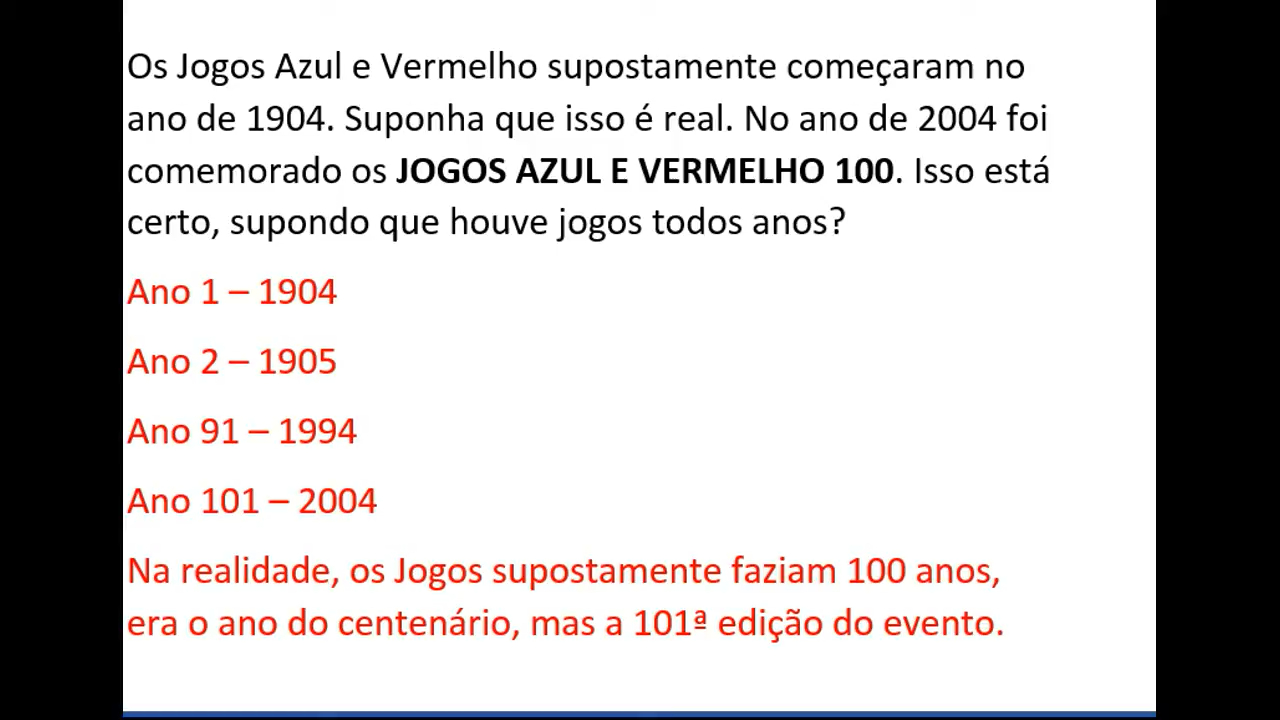 Os Jogos Azul e Vermelho supostamente começaram no
ano de 1904. Suponha que isso é real. No ano de 2004 foi
comemorado os JOGOS AZUL E VERMELHO 100. Isso está
certo, supondo que houve jogos todos anos?
Ano 1 – 1904
Ano 2 – 1905
Ano 91 – 1994
Ano 101 – 2004
Na realidade, os Jogos supostamente faziam 100 anos,
era o ano do centenário, mas a 101ª edição do evento.